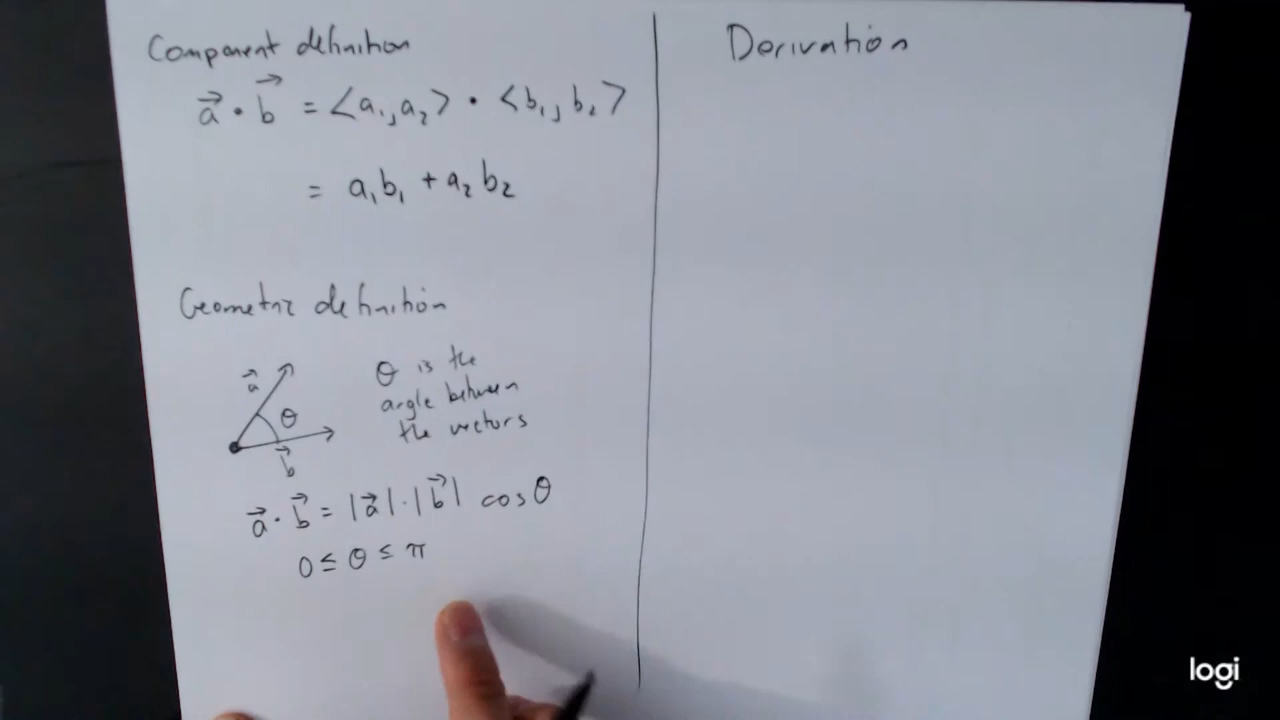 Component definition
a⃗ · b⃗ = <a₁, a₂> · <b₁, b₂>
= a₁b₁ + a₂b₂
Geometric definition
a⃗
θ
b⃗
θ is the
angle between
the vectors
a⃗ · b⃗ = |a⃗| · |b⃗| cos θ
0 ≤ θ ≤ π
Derivation
logi